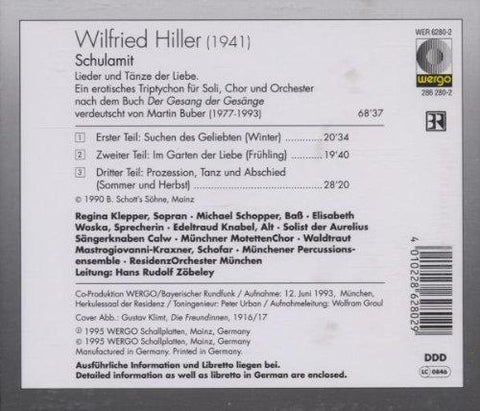 Wilfried Hiller (1941)
Schulamit
Lieder und Tänze der Liebe.
Ein erotisches Triptychon für Soli, Chor und Orchester
nach dem Buch Der Gesang der Gesänge
verdeutscht von Martin Buber (1977-1993) 68'37
1 Erster Teil: Suchen des Geliebten (Winter) 20'34
2 Zweiter Teil: Im Garten der Liebe (Frühling) 19'40
3 Dritter Teil: Prozession, Tanz und Abschied
(Sommer und Herbst) 28'20
© 1990 B. Schott's Söhne, Mainz
Regina Klepper, Sopran · Michael Schopper, Baß · Elisabeth
Woska, Sprecherin · Edeltraud Knabel, Alt · Solist der Aurelius
Sängerknaben Calw · Münchner MotettenChor · Waldtraut
Mastrogiovanni-Kraxner, Schofar · Münchener Percussions-
ensemble · ResidenzOrchester München
Leitung: Hans Rudolf Zöbeley
Co-Produktion WERGO/Bayerischer Rundfunk / Aufnahme: 12. Juni 1993, München,
Herkulessaal der Residenz / Toningenieur: Peter Urban / Aufnahmeleitung: Wolfram Graul
Cover Abb.: Gustav Klimt, Die Freundinnen, 1916/17
℗ 1995 WERGO Schallplatten, Mainz, Germany
© 1995 WERGO Schallplatten, Mainz, Germany
Manufactured in Germany. Printed in Germany.
Ausführliche Information und Libretto liegen bei.
Detailed information as well as libretto in German are enclosed.
WER 6280-2
wergo
286 280-2
BR
4 010228 628029
DDD
LC 0846